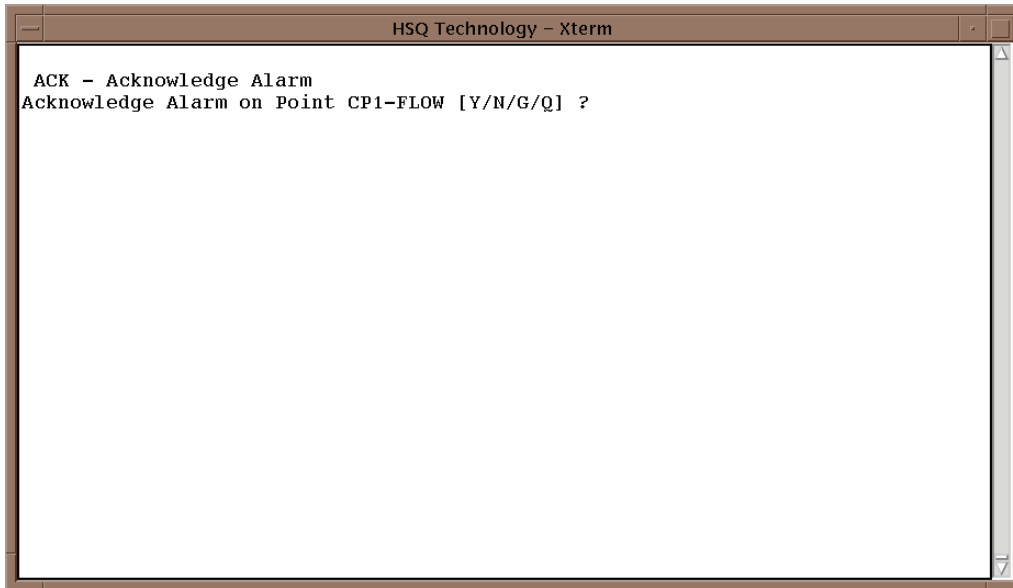 HSQ Technology – Xterm
ACK – Acknowledge Alarm
Acknowledge Alarm on Point CP1–FLOW [Y/N/G/Q] ?